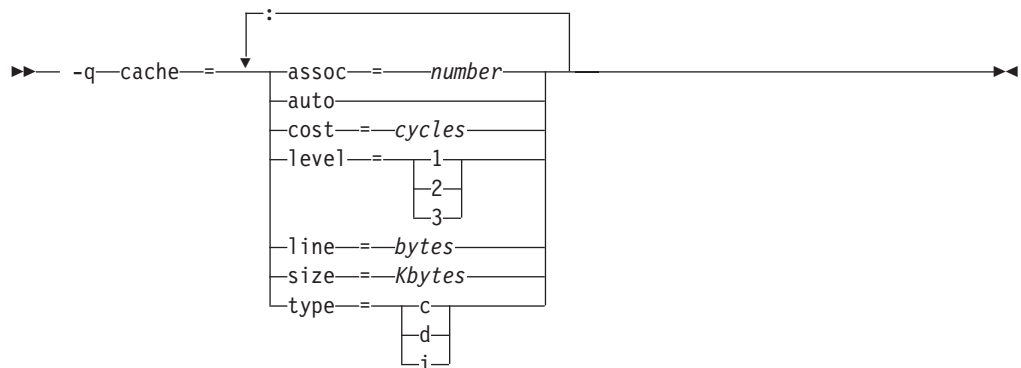 :
-q cache = assoc = number
auto
cost = cycles
level = 1
2
3
line = bytes
size = Kbytes
type = c
d
i